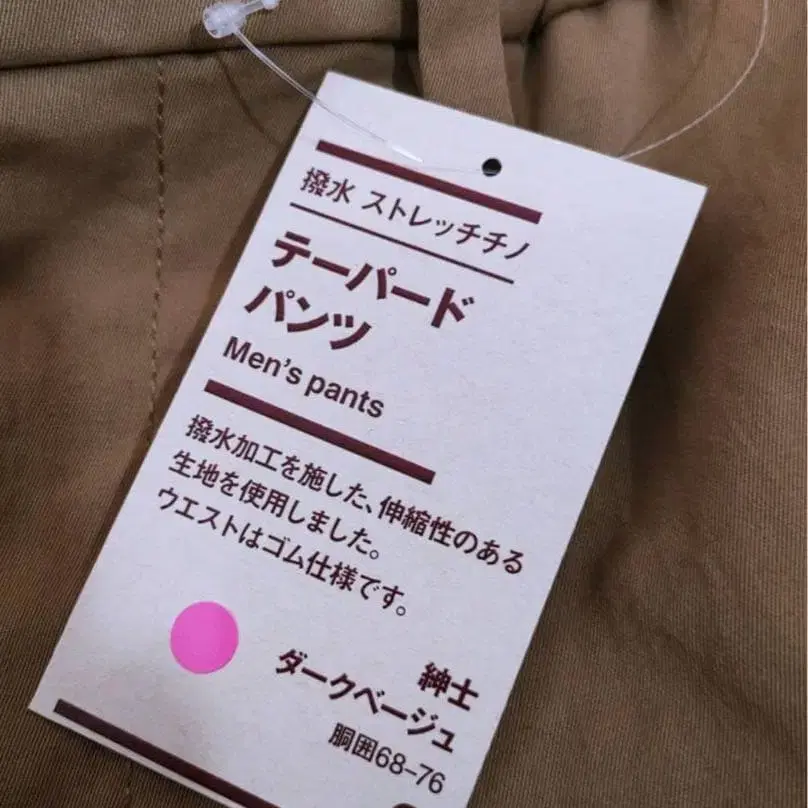 撥水 ストレッチチノ
テーパード
パンツ
Men's pants
撥水加工を施した、伸縮性のある
生地を使用しました。
ウエストはゴム仕様です。
紳士
ダークベージュ
胴囲68-76